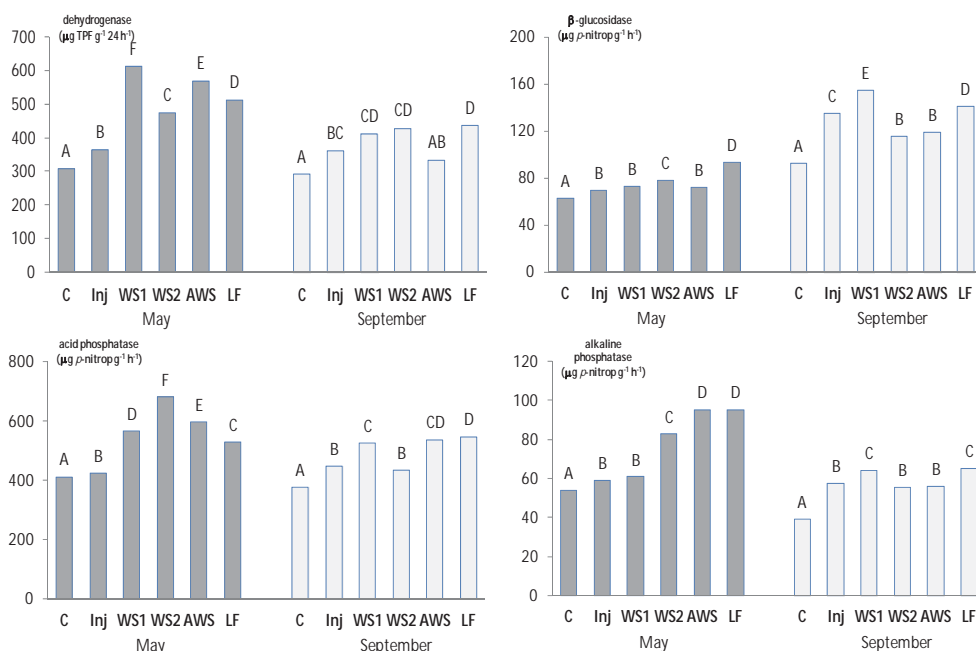 dehydrogenase
(μg TPF g⁻¹ 24 h⁻¹)
700
600
500
400
300
200
100
0
A B F C E D
A BC CD CD AB D
C Inj WS1 WS2 AWS LF
C Inj WS1 WS2 AWS LF
May
September
β-glucosidase
(μg p-nitrop g⁻¹ h⁻¹)
200
160
120
80
40
0
A B B C B D
A C E B B D
C Inj WS1 WS2 AWS LF
C Inj WS1 WS2 AWS LF
May
September
acid phosphatase
(μg p-nitrop g⁻¹ h⁻¹)
800
600
400
200
0
A B D F E C
A B C B CD D
C Inj WS1 WS2 AWS LF
C Inj WS1 WS2 AWS LF
May
September
alkaline
phosphatase
(μg p-nitrop g⁻¹ h⁻¹)
120
100
80
60
40
20
0
A B B C D D
A B C B B C
C Inj WS1 WS2 AWS LF
C Inj WS1 WS2 AWS LF
May
September